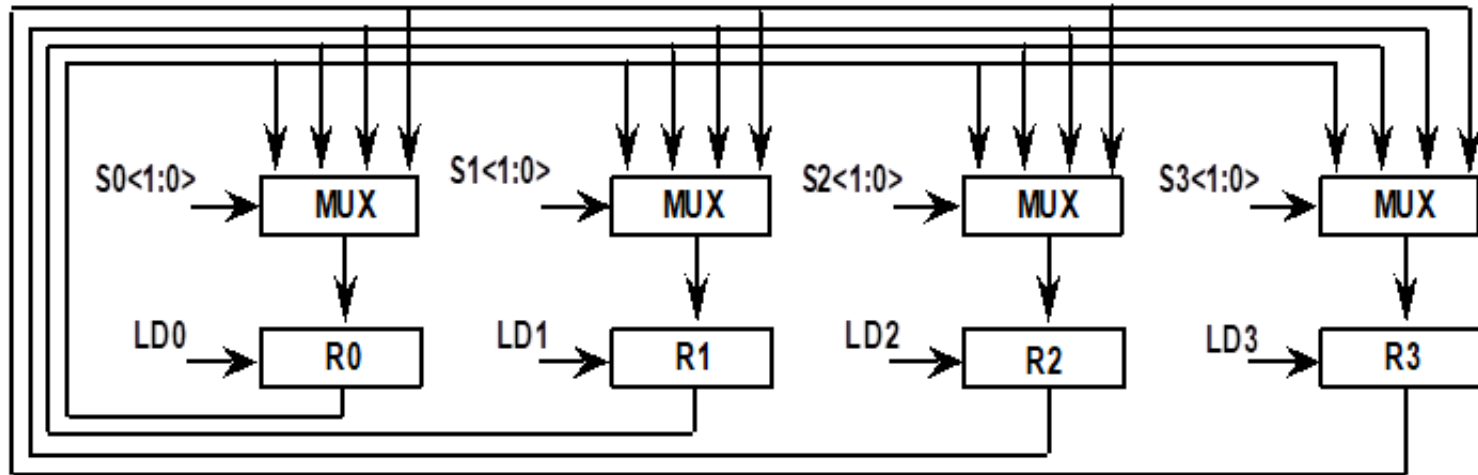 S0<1:0>
S1<1:0>
S2<1:0>
S3<1:0>
MUX
MUX
MUX
MUX
LD0
R0
LD1
R1
LD2
R2
LD3
R3